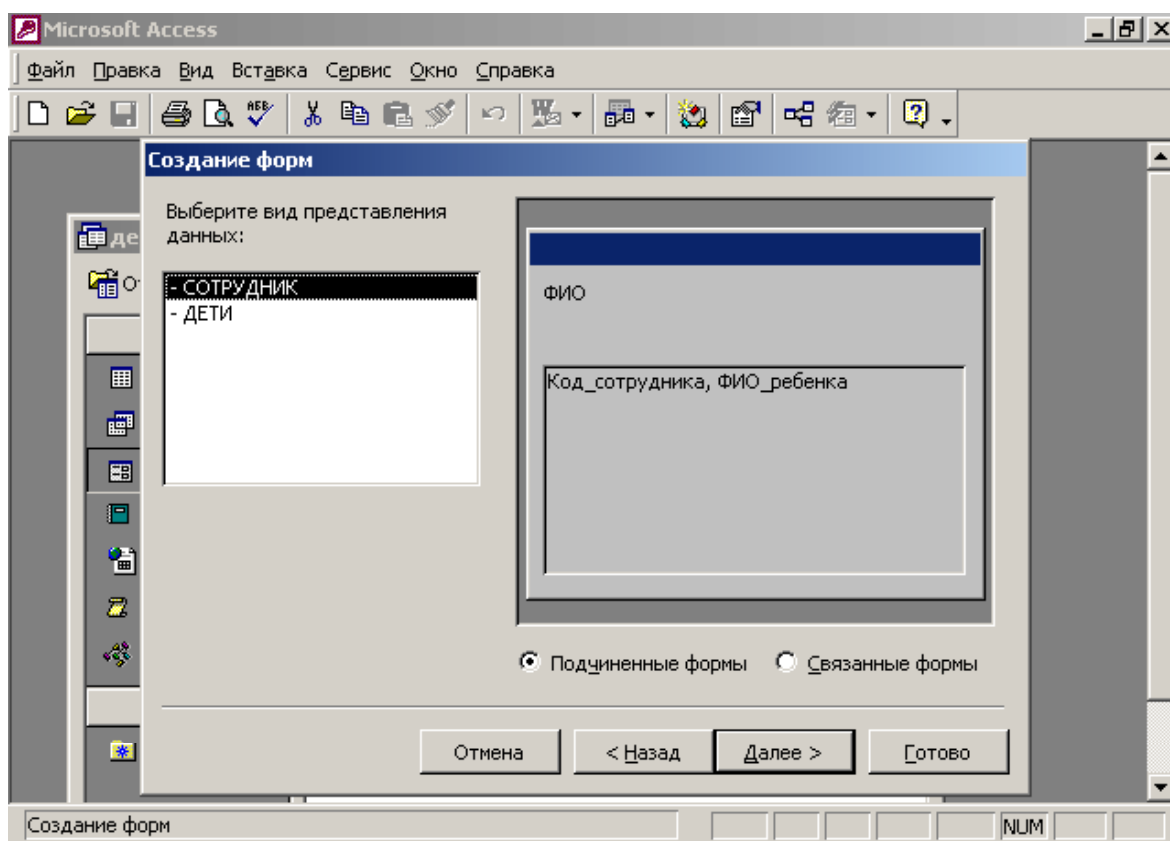 Microsoft Access
Файл Правка Вид Вставка Сервис Окно Справка
Создание форм
Выберите вид представления
данных:
- СОТРУДНИК
- ДЕТИ
ФИО
Код_сотрудника, ФИО_ребенка
Подчиненные формы Связанные формы
Отмена < Назад Далее > Готово
Создание форм NUM